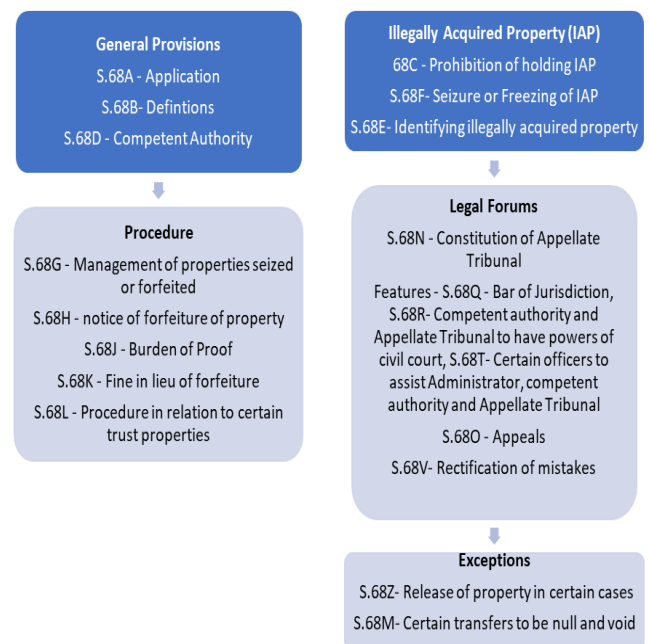 General Provisions
S.68A - Application
S.68B- Defintions
S.68D - Competent Authority
Procedure
S.68G - Management of properties seized
or forfeited
S.68H - notice of forfeiture of property
S.68J - Burden of Proof
S.68K - Fine in lieu of forfeiture
S.68L - Procedure in relation to certain
trust properties
Illegally Acquired Property (IAP)
68C - Prohibition of holding IAP
S.68F- Seizure or Freezing of IAP
S.68E- Identifying illegally acquired property
Legal Forums
S.68N - Constitution of Appellate
Tribunal
Features - S.68Q - Bar of Jurisdiction,
S.68R- Competent authority and
Appellate Tribunal to have powers of
civil court, S.68T- Certain officers to
assist Administrator, competent
authority and Appellate Tribunal
S.68O - Appeals
S.68V- Rectification of mistakes
Exceptions
S.68Z- Release of property in certain cases
S.68M- Certain transfers to be null and void